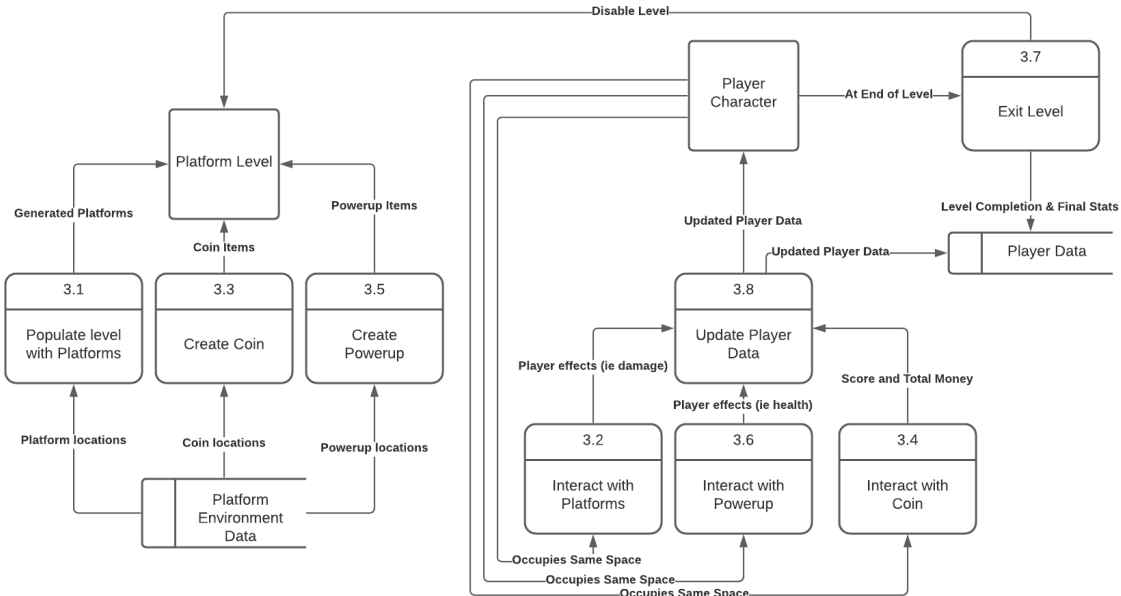 Disable Level
Player
Character
At End of Level
3.7
Exit Level
Platform Level
Generated Platforms
Powerup Items
Coin Items
Updated Player Data
Level Completion & Final Stats
Updated Player Data
Player Data
3.1
Populate level
with Platforms
3.3
Create Coin
3.5
Create
Powerup
3.8
Update Player
Data
Player effects (ie damage)
Score and Total Money
Player effects (ie health)
Platform locations
Coin locations
Powerup locations
3.2
Interact with
Platforms
3.6
Interact with
Powerup
3.4
Interact with
Coin
Platform
Environment
Data
Occupies Same Space
Occupies Same Space
Occupies Same Space